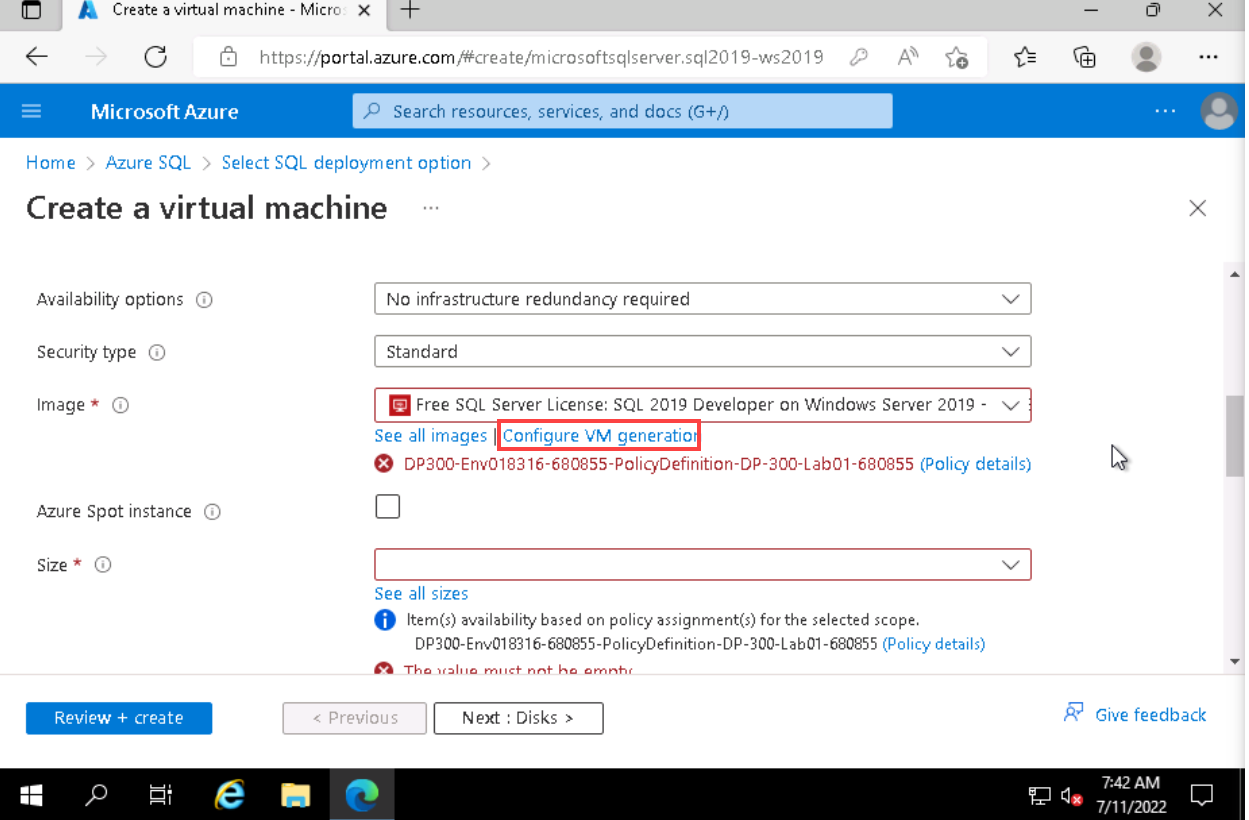 Create a virtual machine - Micros
https://portal.azure.com/#create/microsoftsqlserver.sql2019-ws2019
Microsoft Azure
Search resources, services, and docs (G+/)
Home > Azure SQL > Select SQL deployment option >
Create a virtual machine ...
Availability options
No infrastructure redundancy required
Security type
Standard
Image *
Free SQL Server License: SQL 2019 Developer on Windows Server 2019 -
See all images | Configure VM generation
DP300-Env018316-680855-PolicyDefinition-DP-300-Lab01-680855 (Policy details)
Azure Spot instance
Size *
See all sizes
Item(s) availability based on policy assignment(s) for the selected scope.
DP300-Env018316-680855-PolicyDefinition-DP-300-Lab01-680855 (Policy details)
The value must not be empty.
Review + create
< Previous
Next : Disks >
Give feedback
7:42 AM
7/11/2022